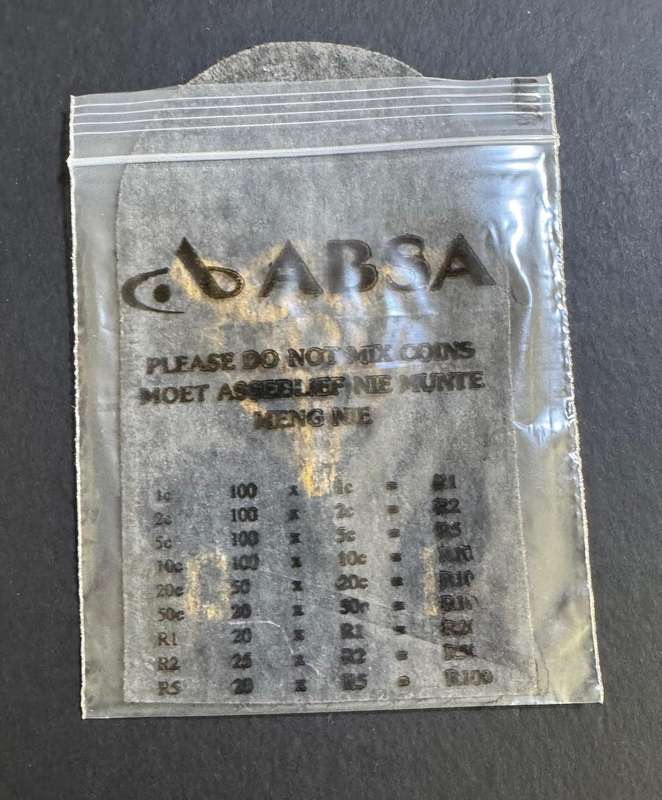 ABSA
PLEASE DO NOT MIX COINS
MOET ASSEBLIEF NIE MUNTE
MENG NIE
1c 100 x 1c = R1
2c 100 x 2c = R2
5c 100 x 5c = R5
10c 100 x 10c = R10
20c 50 x 20c = R10
50c 20 x 50c = R10
R1 20 x R1 = R20
R2 25 x R2 = R50
R5 20 x R5 = R100